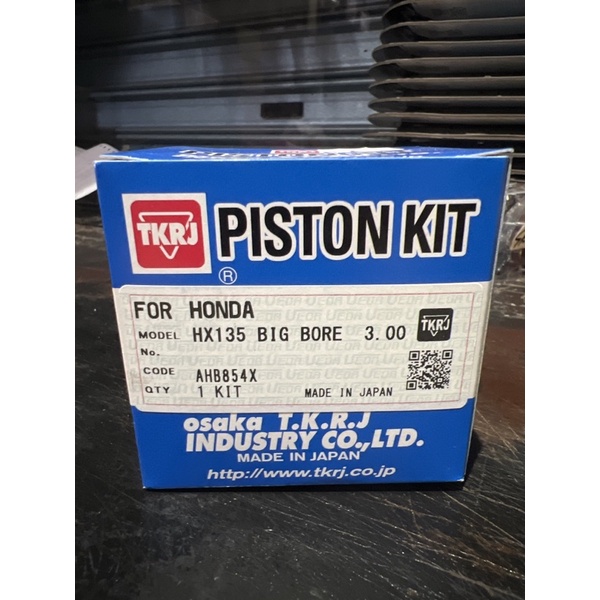 TKRJ
PISTON KIT
®
FOR HONDA
MODEL HX135 BIG BORE 3.00 TKRJ
No.
CODE AHB854X
QTY 1 KIT MADE IN JAPAN
osaka T.K.R.J
INDUSTRY CO.,LTD.
MADE IN JAPAN
http://www.tkrj.co.jp